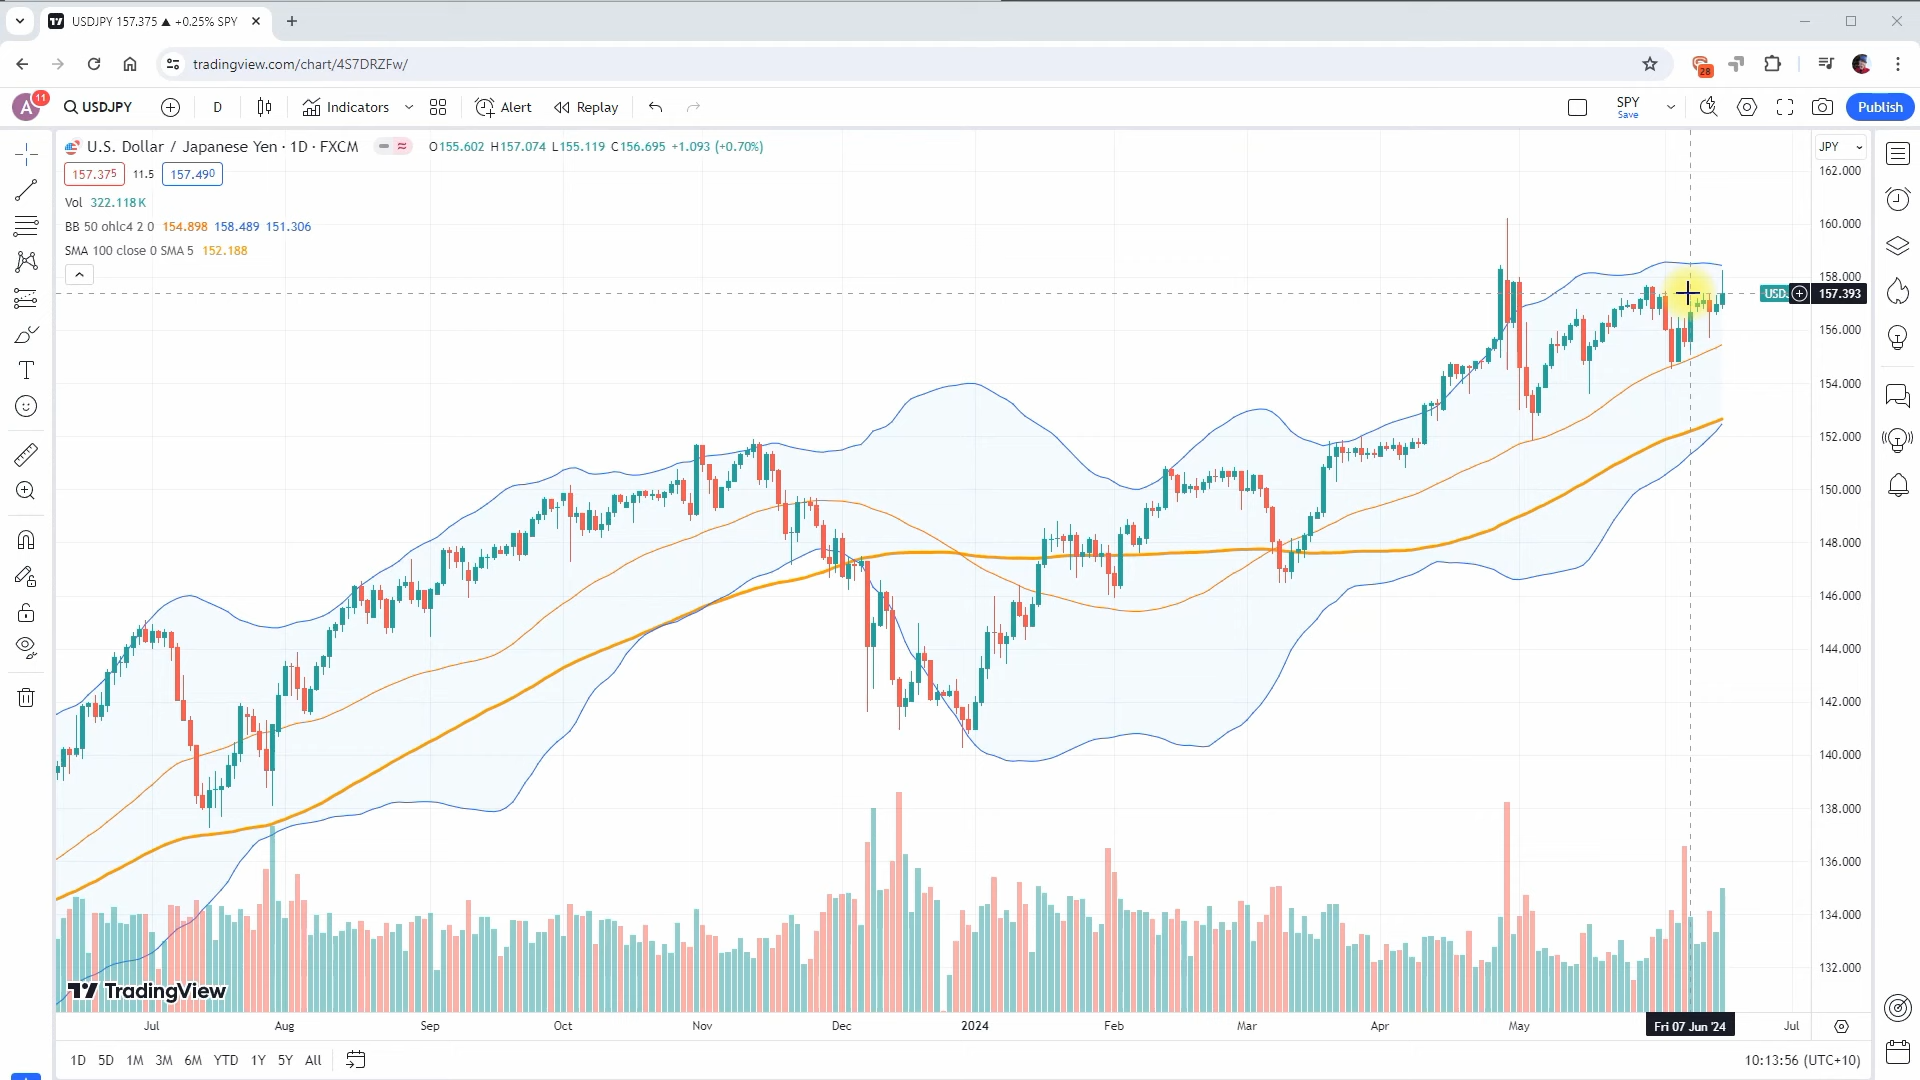 USDJPY 157.375 ▲ +0.25% SPY
tradingview.com/chart/4S7DRZFw/
28
A 11 USDJPY D Indicators Alert Replay SPY Save Publish
U.S. Dollar / Japanese Yen · 1D · FXCM O155.602 H157.074 L155.119 C156.695 +1.093 (+0.70%) JPY
157.375 11.5 157.490
Vol 322.118K
BB 50 ohlc4 2 0 154.898 158.489 151.306
SMA 100 close 0 SMA 5 152.188
162.000
160.000
158.000
USD 157.393
156.000
154.000
152.000
150.000
148.000
146.000
144.000
142.000
140.000
138.000
136.000
134.000
132.000
TradingView
Jul Aug Sep Oct Nov Dec 2024 Feb Mar Apr May Fri 07 Jun '24 Jul
1D 5D 1M 3M 6M YTD 1Y 5Y All 10:13:56 (UTC+10)